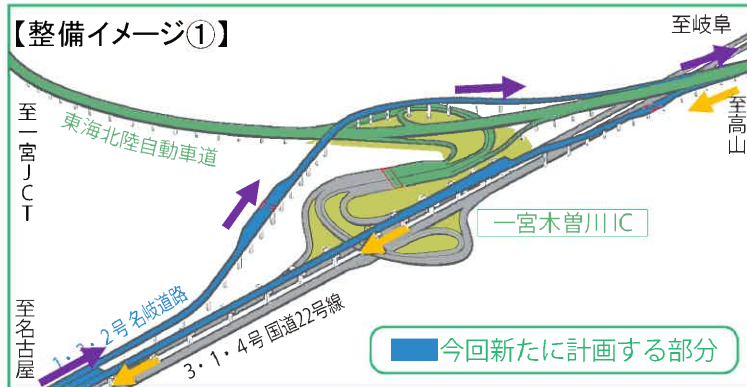 【整備イメージ①】
至岐阜
至高山
至一宮JCT
東海北陸自動車道
一宮木曽川IC
至名古屋
1・3・2号 名岐道路
3・1・4号 国道22号線
今回新たに計画する部分